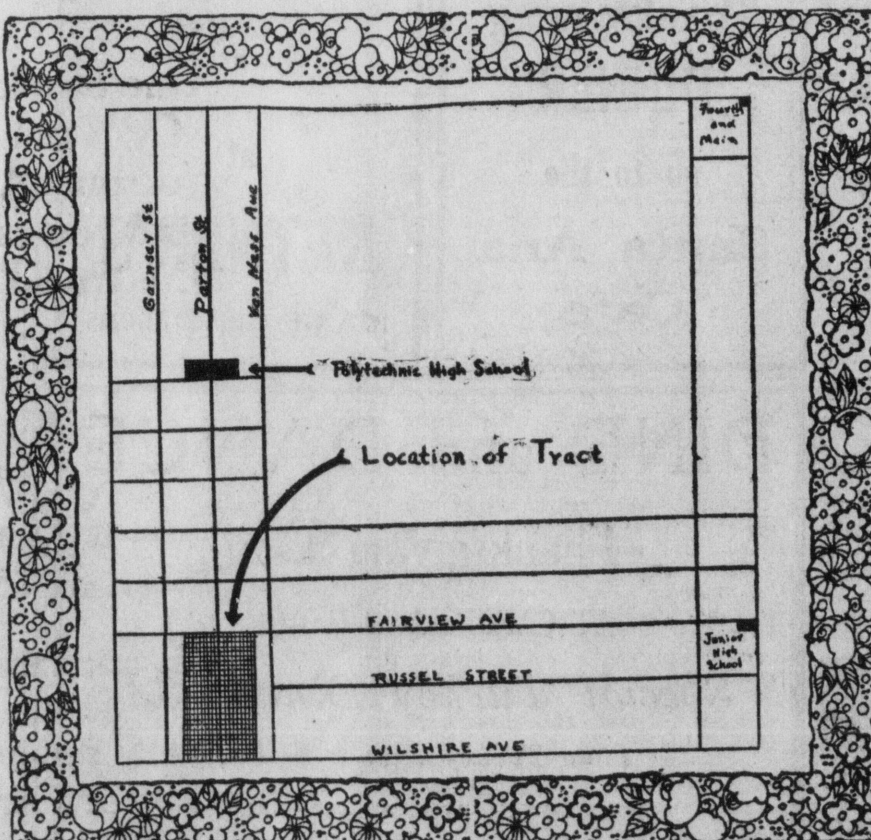 Fourth
and
Main
Garnsey St
Parton St
Van Ness Ave
Polytechnic High School
Location of Tract
FAIRVIEW AVE
Junior
High
School
RUSSEL STREET
WILSHIRE AVE